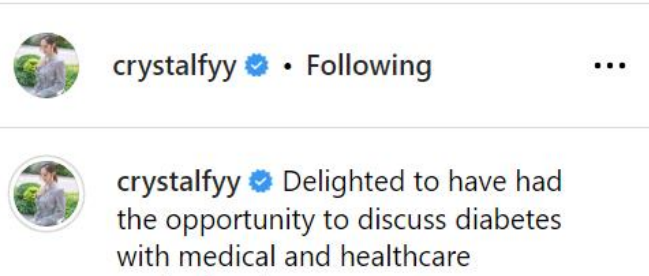 crystalfyy • Following
crystalfyy Delighted to have had
the opportunity to discuss diabetes
with medical and healthcare